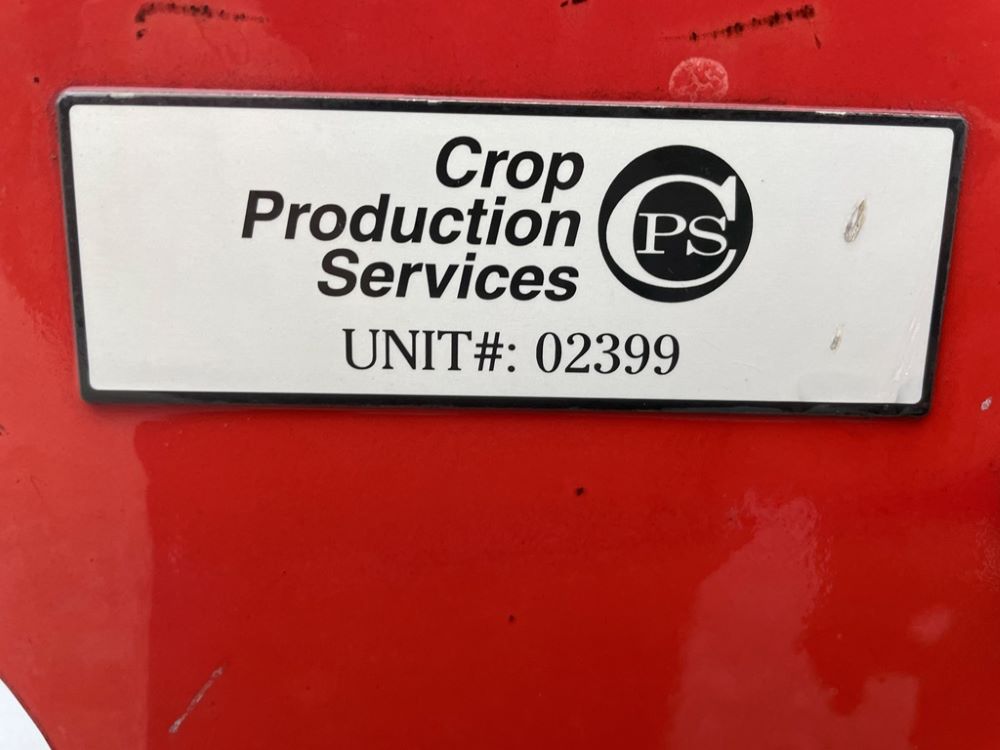 Crop
Production
Services
CPS
UNIT#: 02399